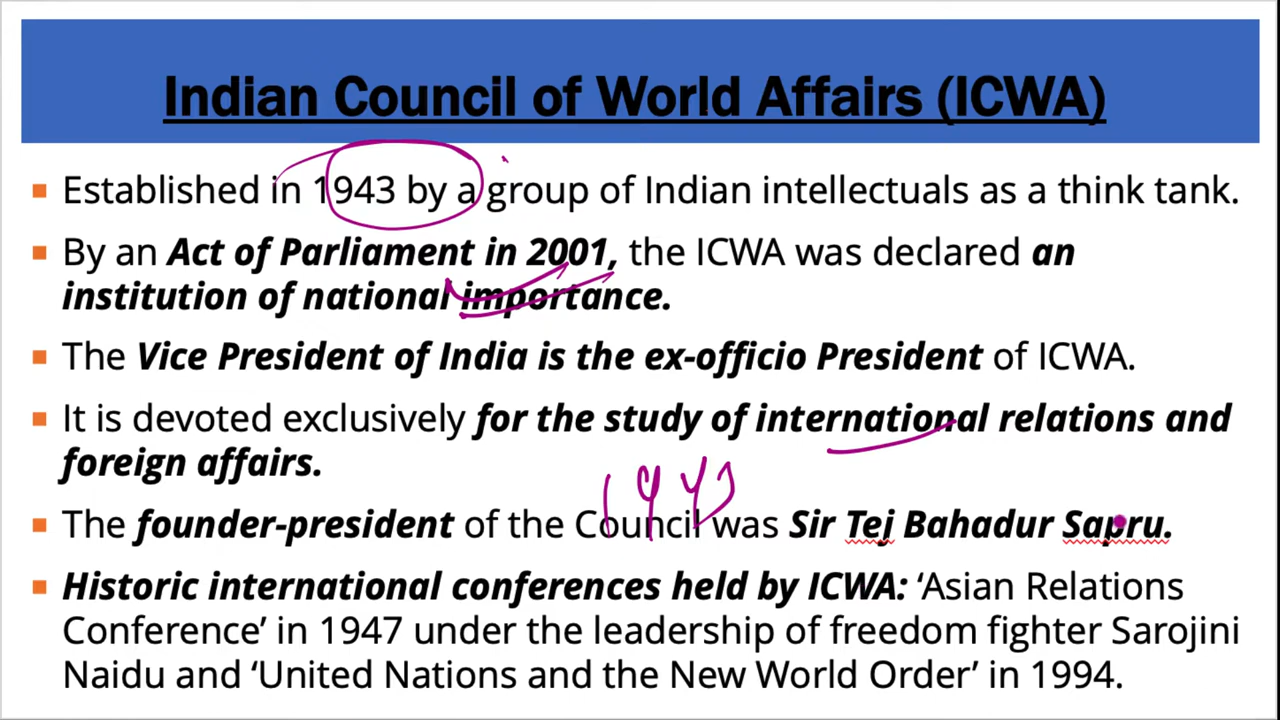 Indian Council of World Affairs (ICWA)
▪ Established in 1943 by a group of Indian intellectuals as a think tank.
▪ By an Act of Parliament in 2001, the ICWA was declared an
institution of national importance.
▪ The Vice President of India is the ex-officio President of ICWA.
▪ It is devoted exclusively for the study of international relations and
foreign affairs.
1943
▪ The founder-president of the Council was Sir Tej Bahadur Sapru.
▪ Historic international conferences held by ICWA: ‘Asian Relations
Conference’ in 1947 under the leadership of freedom fighter Sarojini
Naidu and ‘United Nations and the New World Order’ in 1994.